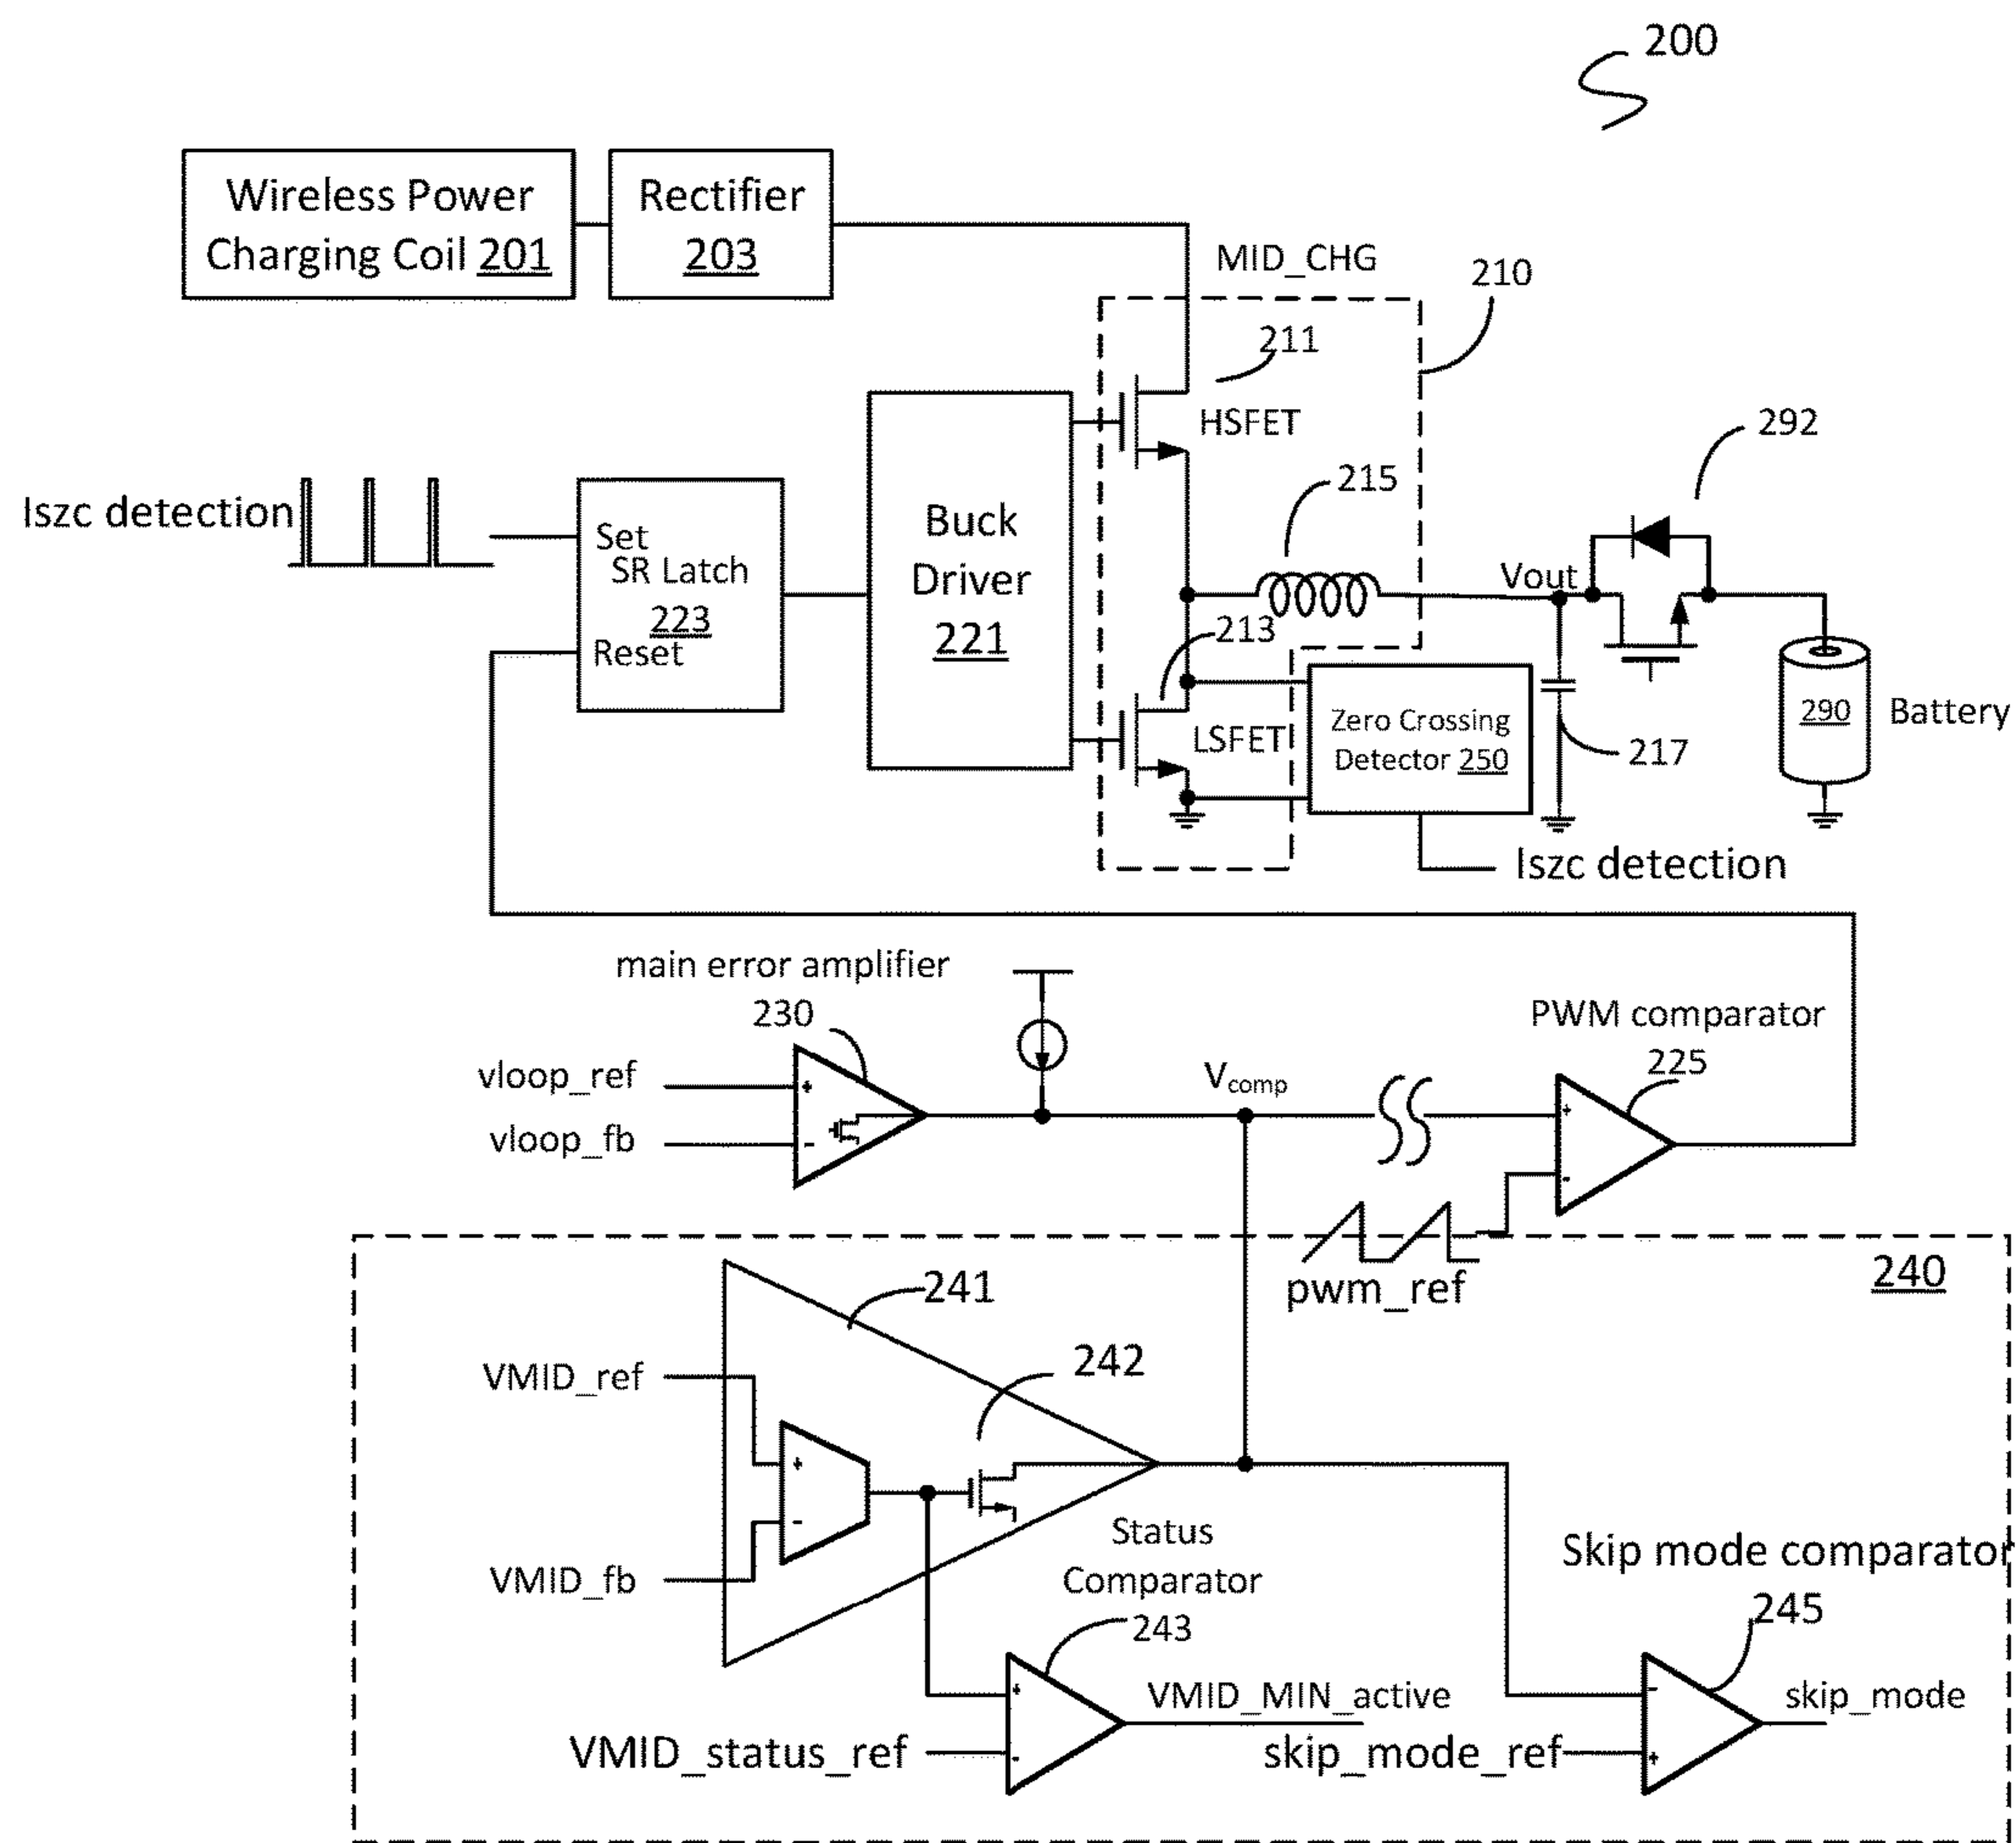 200
Wireless Power
Charging Coil 201
Rectifier
203
MID_CHG
210
211
HSFET
292
215
Iszc detection
Set
SR Latch
223
Reset
Buck
Driver
221
Vout
213
LSFET
Zero Crossing
Detector 250
217
290
Battery
Iszc detection
main error amplifier
230
PWM comparator
225
vloop_ref
+
vloop_fb
-
Vcomp
+
-
pwm_ref
240
241
242
VMID_ref
+
-
VMID_fb
Status
Comparator
243
Skip mode comparator
245
+
VMID_MIN_active
-
skip_mode
VMID_status_ref
-
skip_mode_ref
+